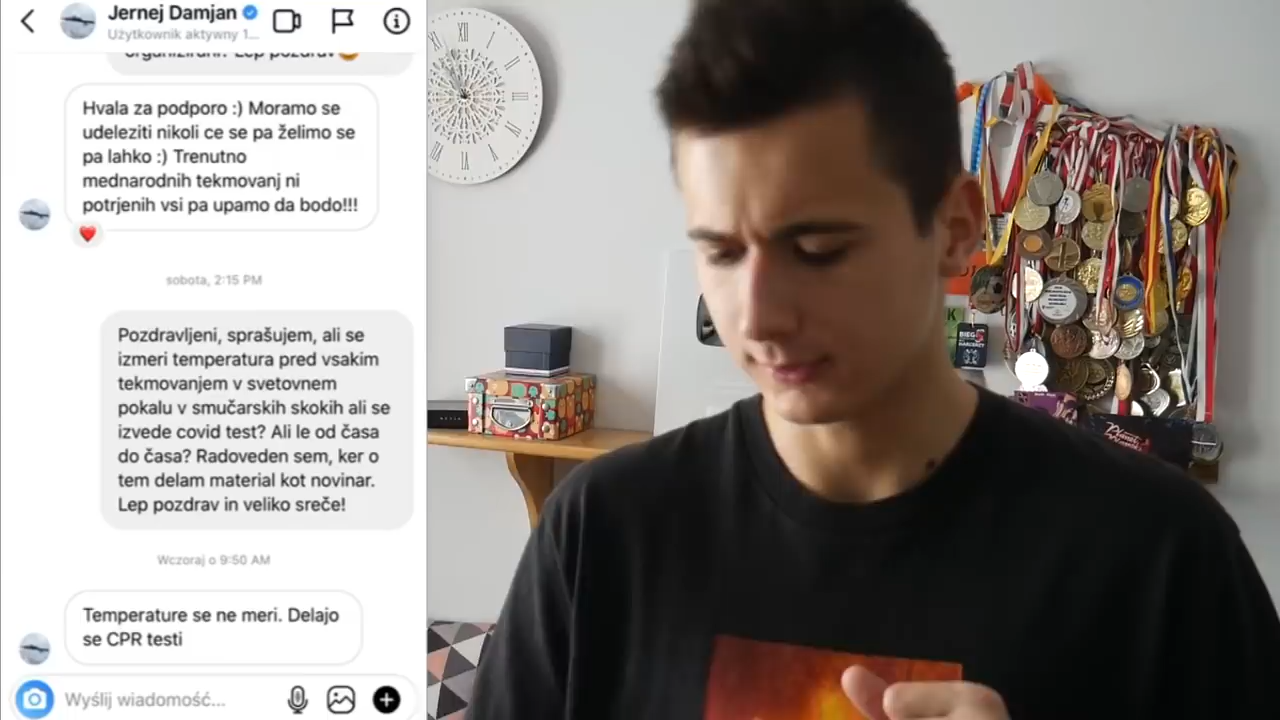 Jernej Damjan
Użytkownik aktywny 1...
organizirani? Lep pozdrav
Hvala za podporo :) Moramo se
udeleziti nikoli ce se pa želimo se
pa lahko :) Trenutno
mednarodnih tekmovanj ni
potrjenih vsi pa upamo da bodo!!!
sobota, 2:15 PM
Pozdravljeni, sprašujem, ali se
izmeri temperatura pred vsakim
tekmovanjem v svetovnem
pokalu v smučarskih skokih ali se
izvede covid test? Ali le od časa
do časa? Radoveden sem, ker o
tem delam material kot novinar.
Lep pozdrav in veliko sreče!
Wczoraj o 9:50 AM
Temperature se ne meri. Delajo
se CPR testi
Wyślij wiadomość...
BIEG